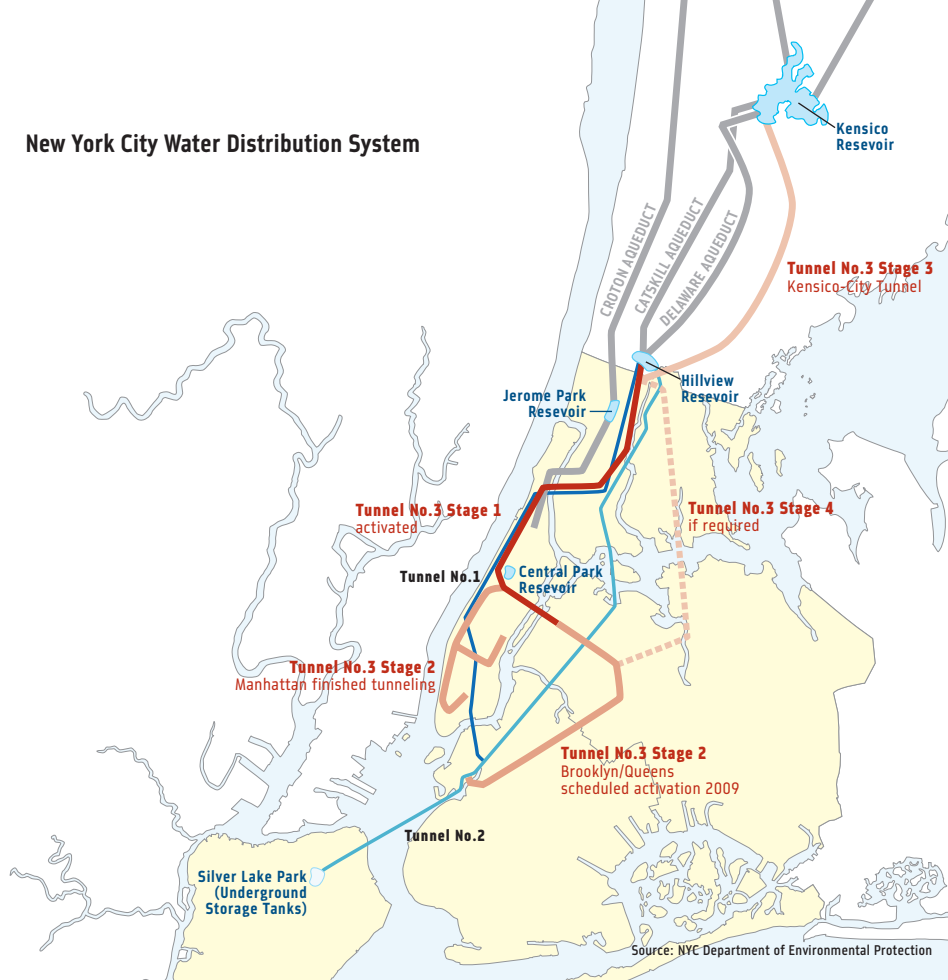 New York City Water Distribution System
Kensico
Resevoir
CROTON AQUEDUCT
CATSKILL AQUEDUCT
DELAWARE AQUEDUCT
Tunnel No.3 Stage 3
Kensico-City Tunnel
Hillview
Resevoir
Jerome Park
Resevoir
Tunnel No.3 Stage 1
activated
Tunnel No.3 Stage 4
if required
Tunnel No.1
Central Park
Resevoir
Tunnel No.3 Stage 2
Manhattan finished tunneling
Tunnel No.3 Stage 2
Brooklyn/Queens
scheduled activation 2009
Tunnel No.2
Silver Lake Park
(Underground
Storage Tanks)
Source: NYC Department of Environmental Protection